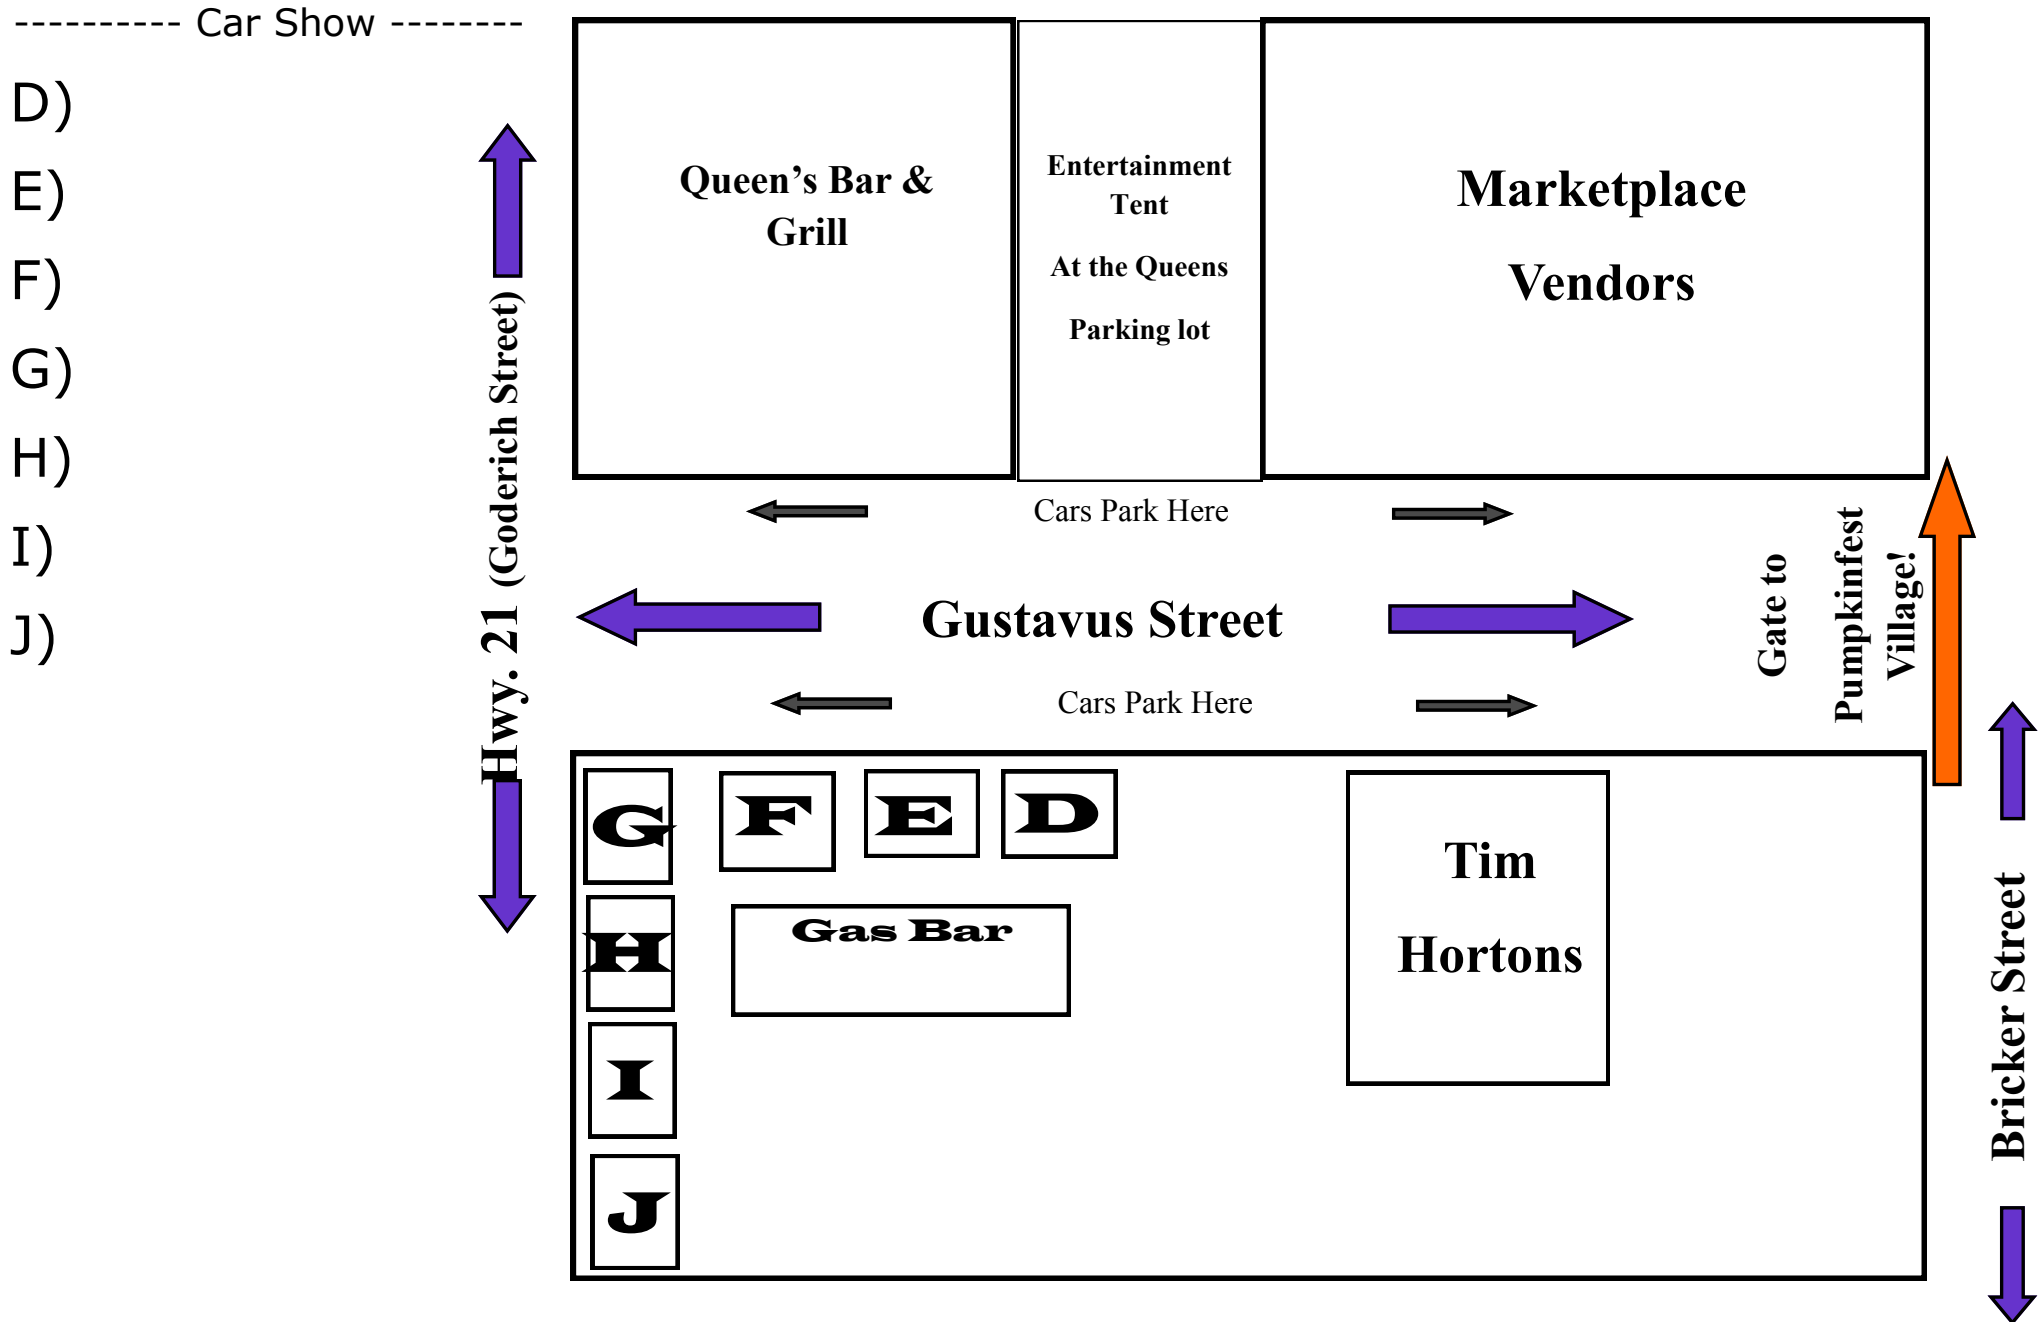 ---------- Car Show --------
D)
E)
F)
G)
H)
I)
J)
Hwy. 21 (Goderich Street)
Queen’s Bar &
Grill
Entertainment
Tent
At the Queens
Parking lot
Marketplace
Vendors
Cars Park Here
Gustavus Street
Cars Park Here
Gate to
Pumpkinfest
Village!
G
F
E
D
H
I
J
Gas Bar
Tim
Hortons
Bricker Street